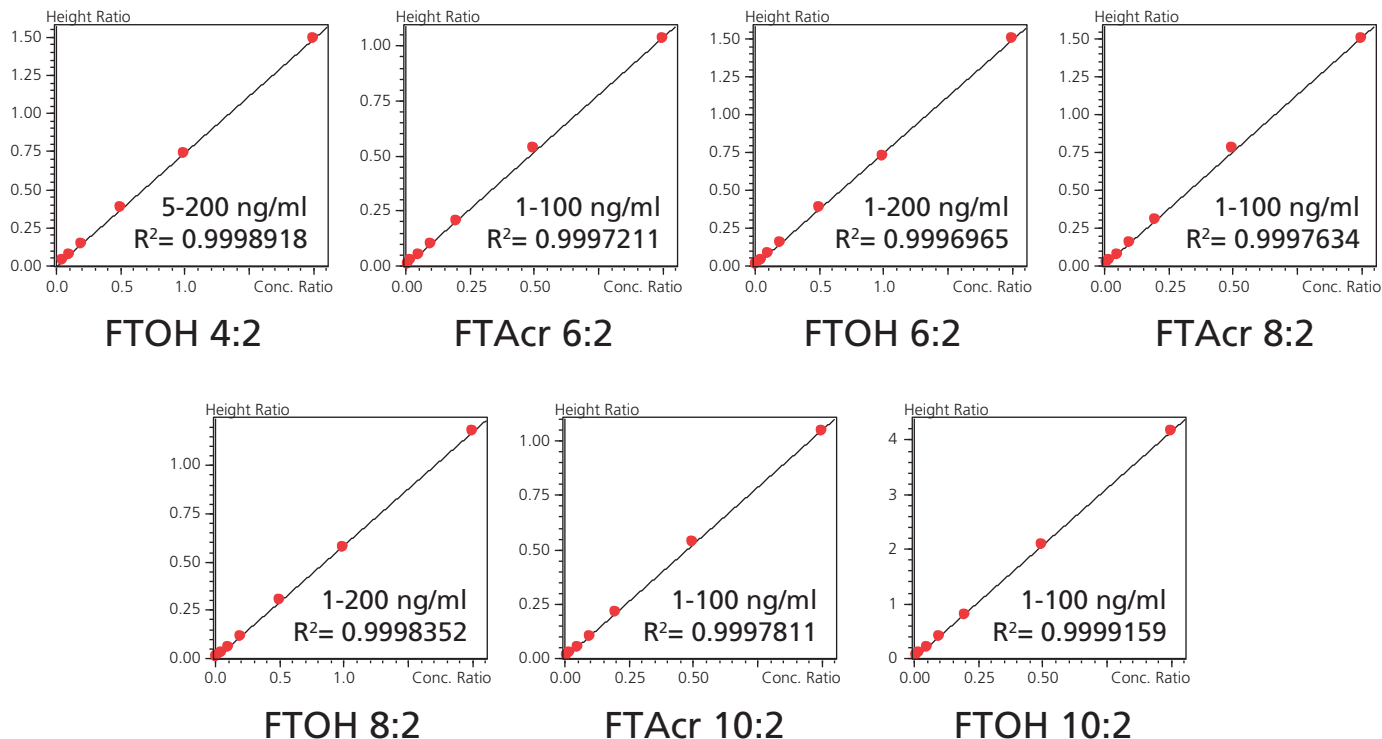 Height Ratio
1.50
1.25
1.00
0.75
0.50
0.25
0.00
0.0 0.5 1.0 Conc. Ratio
5-200 ng/ml
R²= 0.9998918
FTOH 4:2
Height Ratio
1.00
0.75
0.50
0.25
0.00
0.00 0.25 0.50 Conc. Ratio
1-100 ng/ml
R²= 0.9997211
FTAcr 6:2
Height Ratio
1.50
1.25
1.00
0.75
0.50
0.25
0.00
0.0 0.5 1.0 Conc. Ratio
1-200 ng/ml
R²= 0.9996965
FTOH 6:2
Height Ratio
1.50
1.25
1.00
0.75
0.50
0.25
0.00
0.00 0.25 0.50 Conc. Ratio
1-100 ng/ml
R²= 0.9997634
FTAcr 8:2
Height Ratio
1.00
0.75
0.50
0.25
0.00
0.0 0.5 1.0 Conc. Ratio
1-200 ng/ml
R²= 0.9998352
FTOH 8:2
Height Ratio
1.00
0.75
0.50
0.25
0.00
0.00 0.25 0.50 Conc. Ratio
1-100 ng/ml
R²= 0.9997811
FTAcr 10:2
Height Ratio
4
3
2
1
0
0.00 0.25 0.50 Conc. Ratio
1-100 ng/ml
R²= 0.9999159
FTOH 10:2